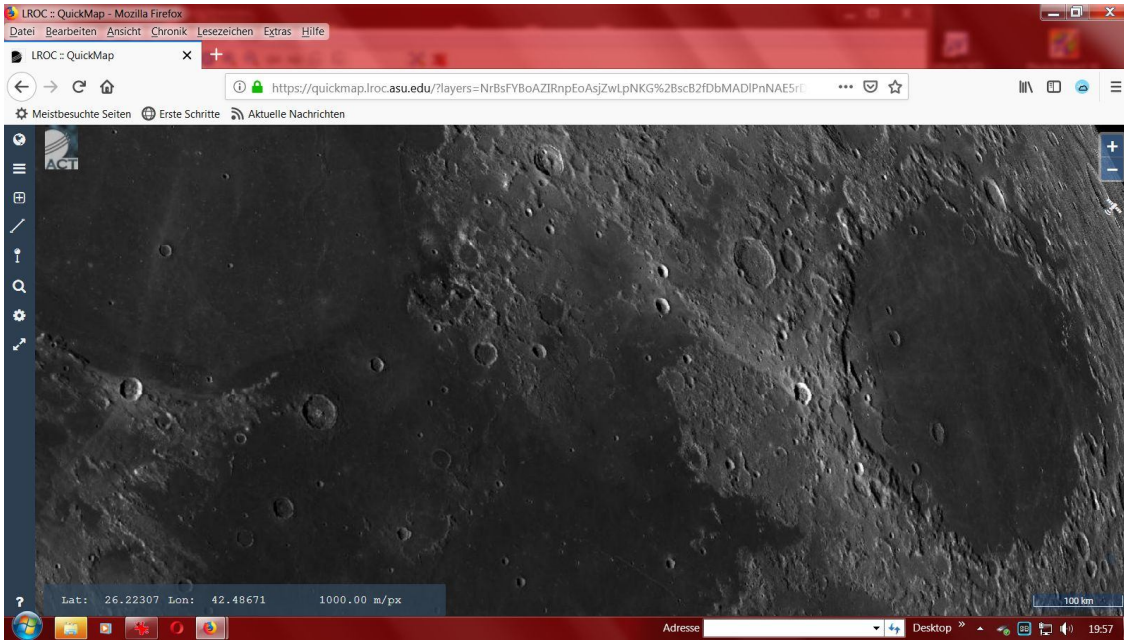 LROC :: QuickMap - Mozilla Firefox
Datei Bearbeiten Ansicht Chronik Lesezeichen Extras Hilfe
LROC :: QuickMap
https://quickmap.lroc.asu.edu/?layers=NrBsFYBoAZIRnpEoAsjZwLpNKG%2BscB2fDbMADlPnNAE5r
Meistbesuchte Seiten Erste Schritte Aktuelle Nachrichten
ACT
Lat: 26.22307 Lon: 42.48671 1000.00 m/px
100 km
Adresse Desktop 19:57